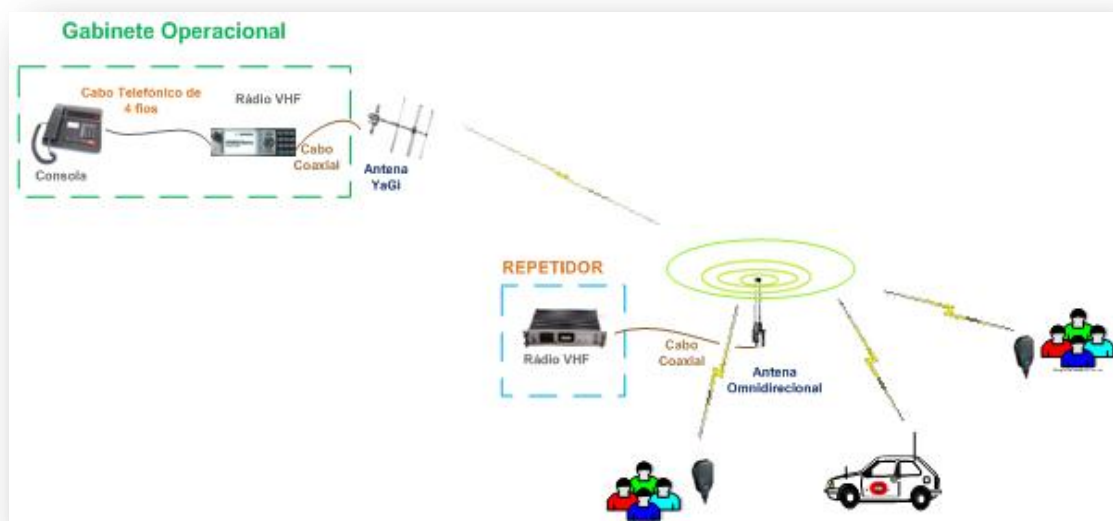 Gabinete Operacional
Cabo Telefónico de
4 fios
Rádio VHF
Consola
Cabo
Coaxial
Antena
YaGI
REPETIDOR
Rádio VHF
Cabo
Coaxial
Antena
Omnidirecional